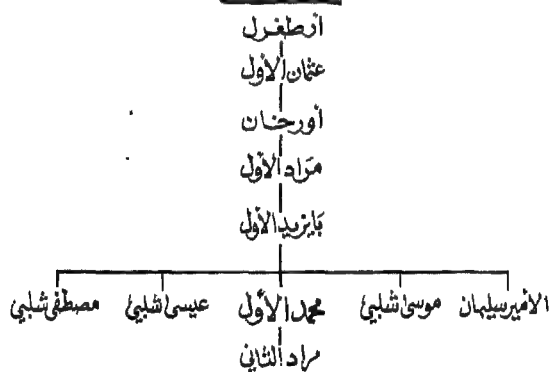 أرطغرل
عثمان الأول
أورخان
مراد الأول
بايزيد الأول
الأمير سليمان موسى شلبي محمد الأول عيسى شلبي مصطفى شلبي
مراد الثاني